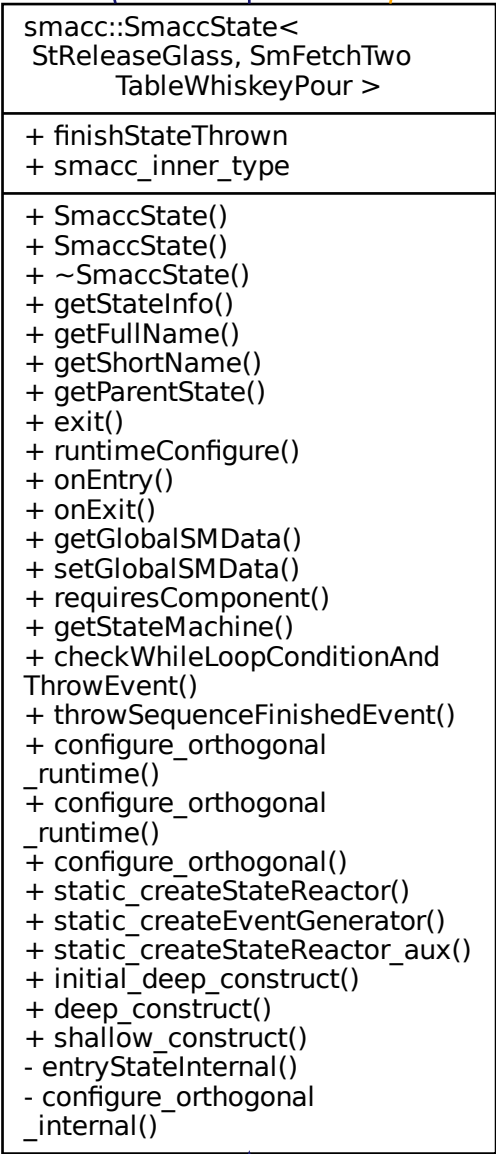 smacc::SmaccState<
StReleaseGlass, SmFetchTwo
TableWhiskeyPour >
+ finishStateThrown
+ smacc_inner_type
+ SmaccState()
+ SmaccState()
+ ~SmaccState()
+ getStateInfo()
+ getFullName()
+ getShortName()
+ getParentState()
+ exit()
+ runtimeConfigure()
+ onEntry()
+ onExit()
+ getGlobalSMData()
+ setGlobalSMData()
+ requiresComponent()
+ getStateMachine()
+ checkWhileLoopConditionAnd
ThrowEvent()
+ throwSequenceFinishedEvent()
+ configure_orthogonal
_runtime()
+ configure_orthogonal
_runtime()
+ configure_orthogonal()
+ static_createStateReactor()
+ static_createEventGenerator()
+ static_createStateReactor_aux()
+ initial_deep_construct()
+ deep_construct()
+ shallow_construct()
- entryStateInternal()
- configure_orthogonal
_internal()